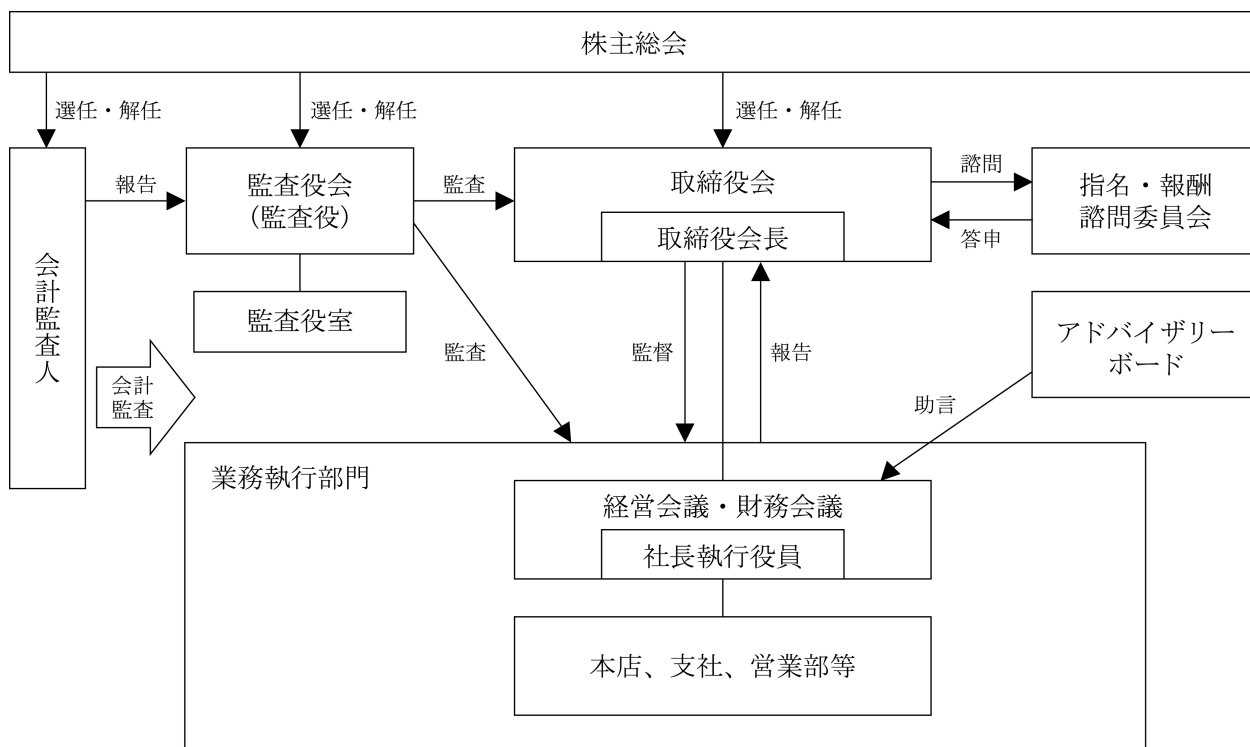 株主総会
選任・解任
選任・解任
選任・解任
会計監査人
報告
監査役会
(監査役)
監査
取締役会
取締役会長
諮問
答申
指名・報酬
諮問委員会
監査役室
会計
監査
監査
監督
報告
アドバイザリー
ボード
助言
業務執行部門
経営会議・財務会議
社長執行役員
本店、支社、営業部等